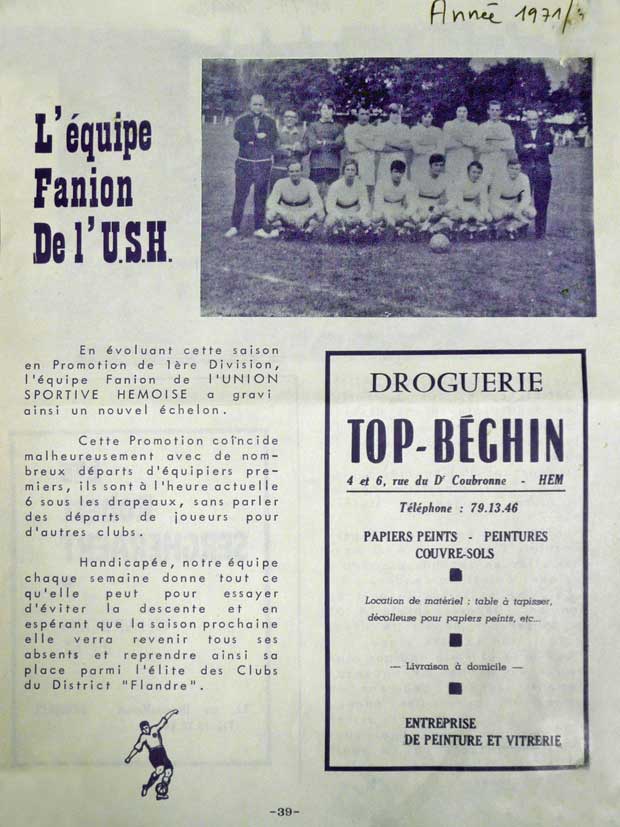 Année 1971/
L'équipe
Fanion
De l'U.S.H.
En évoluant cette saison
en Promotion de 1ère Division,
l'équipe Fanion de l'UNION
SPORTIVE HEMOISE a gravi
ainsi un nouvel échelon.
Cette Promotion coïncide
malheureusement avec de nom-
breux départs d'équipiers pre-
miers, ils sont à l'heure actuelle
6 sous les drapeaux, sans parler
des départs de joueurs pour
d'autres clubs.
Handicapée, notre équipe
chaque semaine donne tout ce
qu'elle peut pour essayer
d'éviter la descente et en
espérant que la saison prochaine
elle verra revenir tous ses
absents et reprendre ainsi sa
place parmi l'élite des Clubs
du District "Flandre".
DROGUERIE
TOP-BÉGHIN
4 et 6, rue du Dr Coubronne - HEM
Téléphone : 79.13.46
PAPIERS PEINTS - PEINTURES
COUVRE-SOLS
Location de matériel : table à tapisser,
décolleuse pour papiers peints, etc...
— Livraison à domicile —
ENTREPRISE
DE PEINTURE ET VITRERIE
-39-